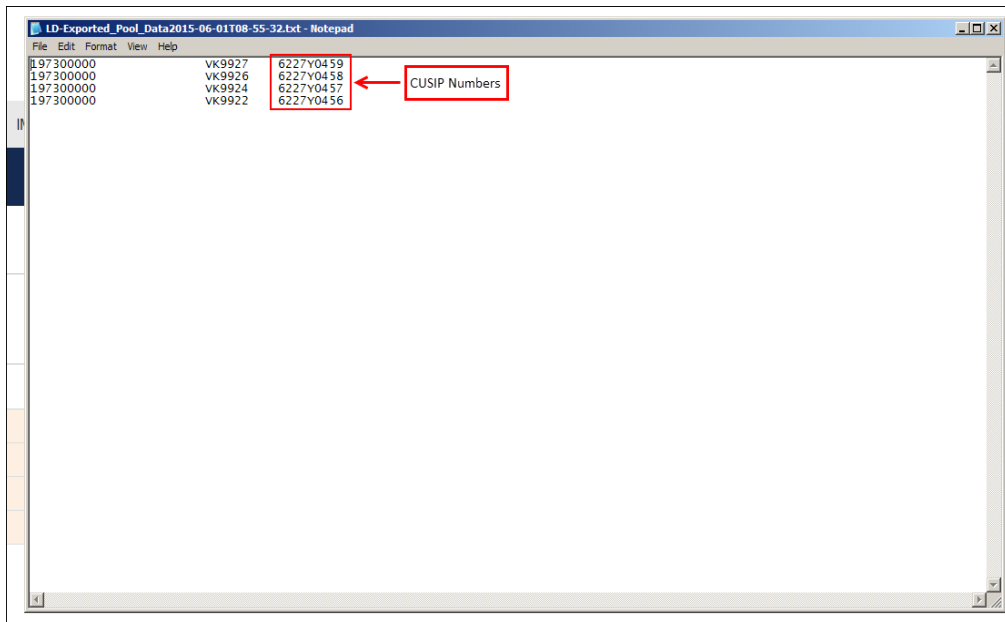 LD-Exported_Pool_Data2015-06-01T08-55-32.txt - Notepad
File Edit Format View Help
197300000 VK9927 6227Y0459
197300000 VK9926 6227Y0458
197300000 VK9924 6227Y0457
197300000 VK9922 6227Y0456
CUSIP Numbers